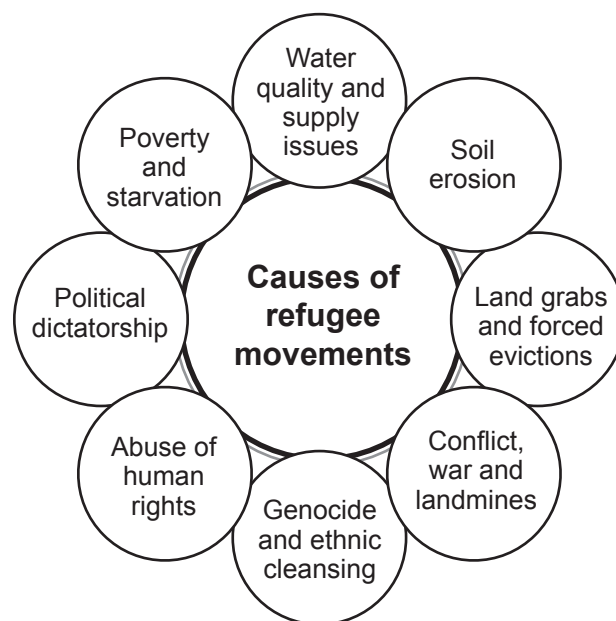 Causes of
refugee
movements
Water
quality and
supply
issues
Soil
erosion
Land grabs
and forced
evictions
Conflict,
war and
landmines
Genocide
and ethnic
cleansing
Abuse of
human
rights
Political
dictatorship
Poverty
and
starvation